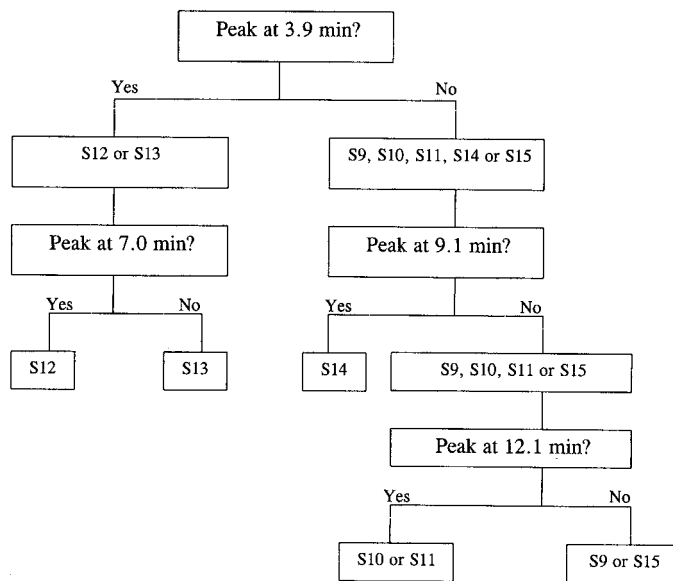 Peak at 3.9 min?
Yes
No
S12 or S13
S9, S10, S11, S14 or S15
Peak at 7.0 min?
Peak at 9.1 min?
Yes
No
Yes
No
S12
S13
S14
S9, S10, S11 or S15
Peak at 12.1 min?
Yes
No
S10 or S11
S9 or S15